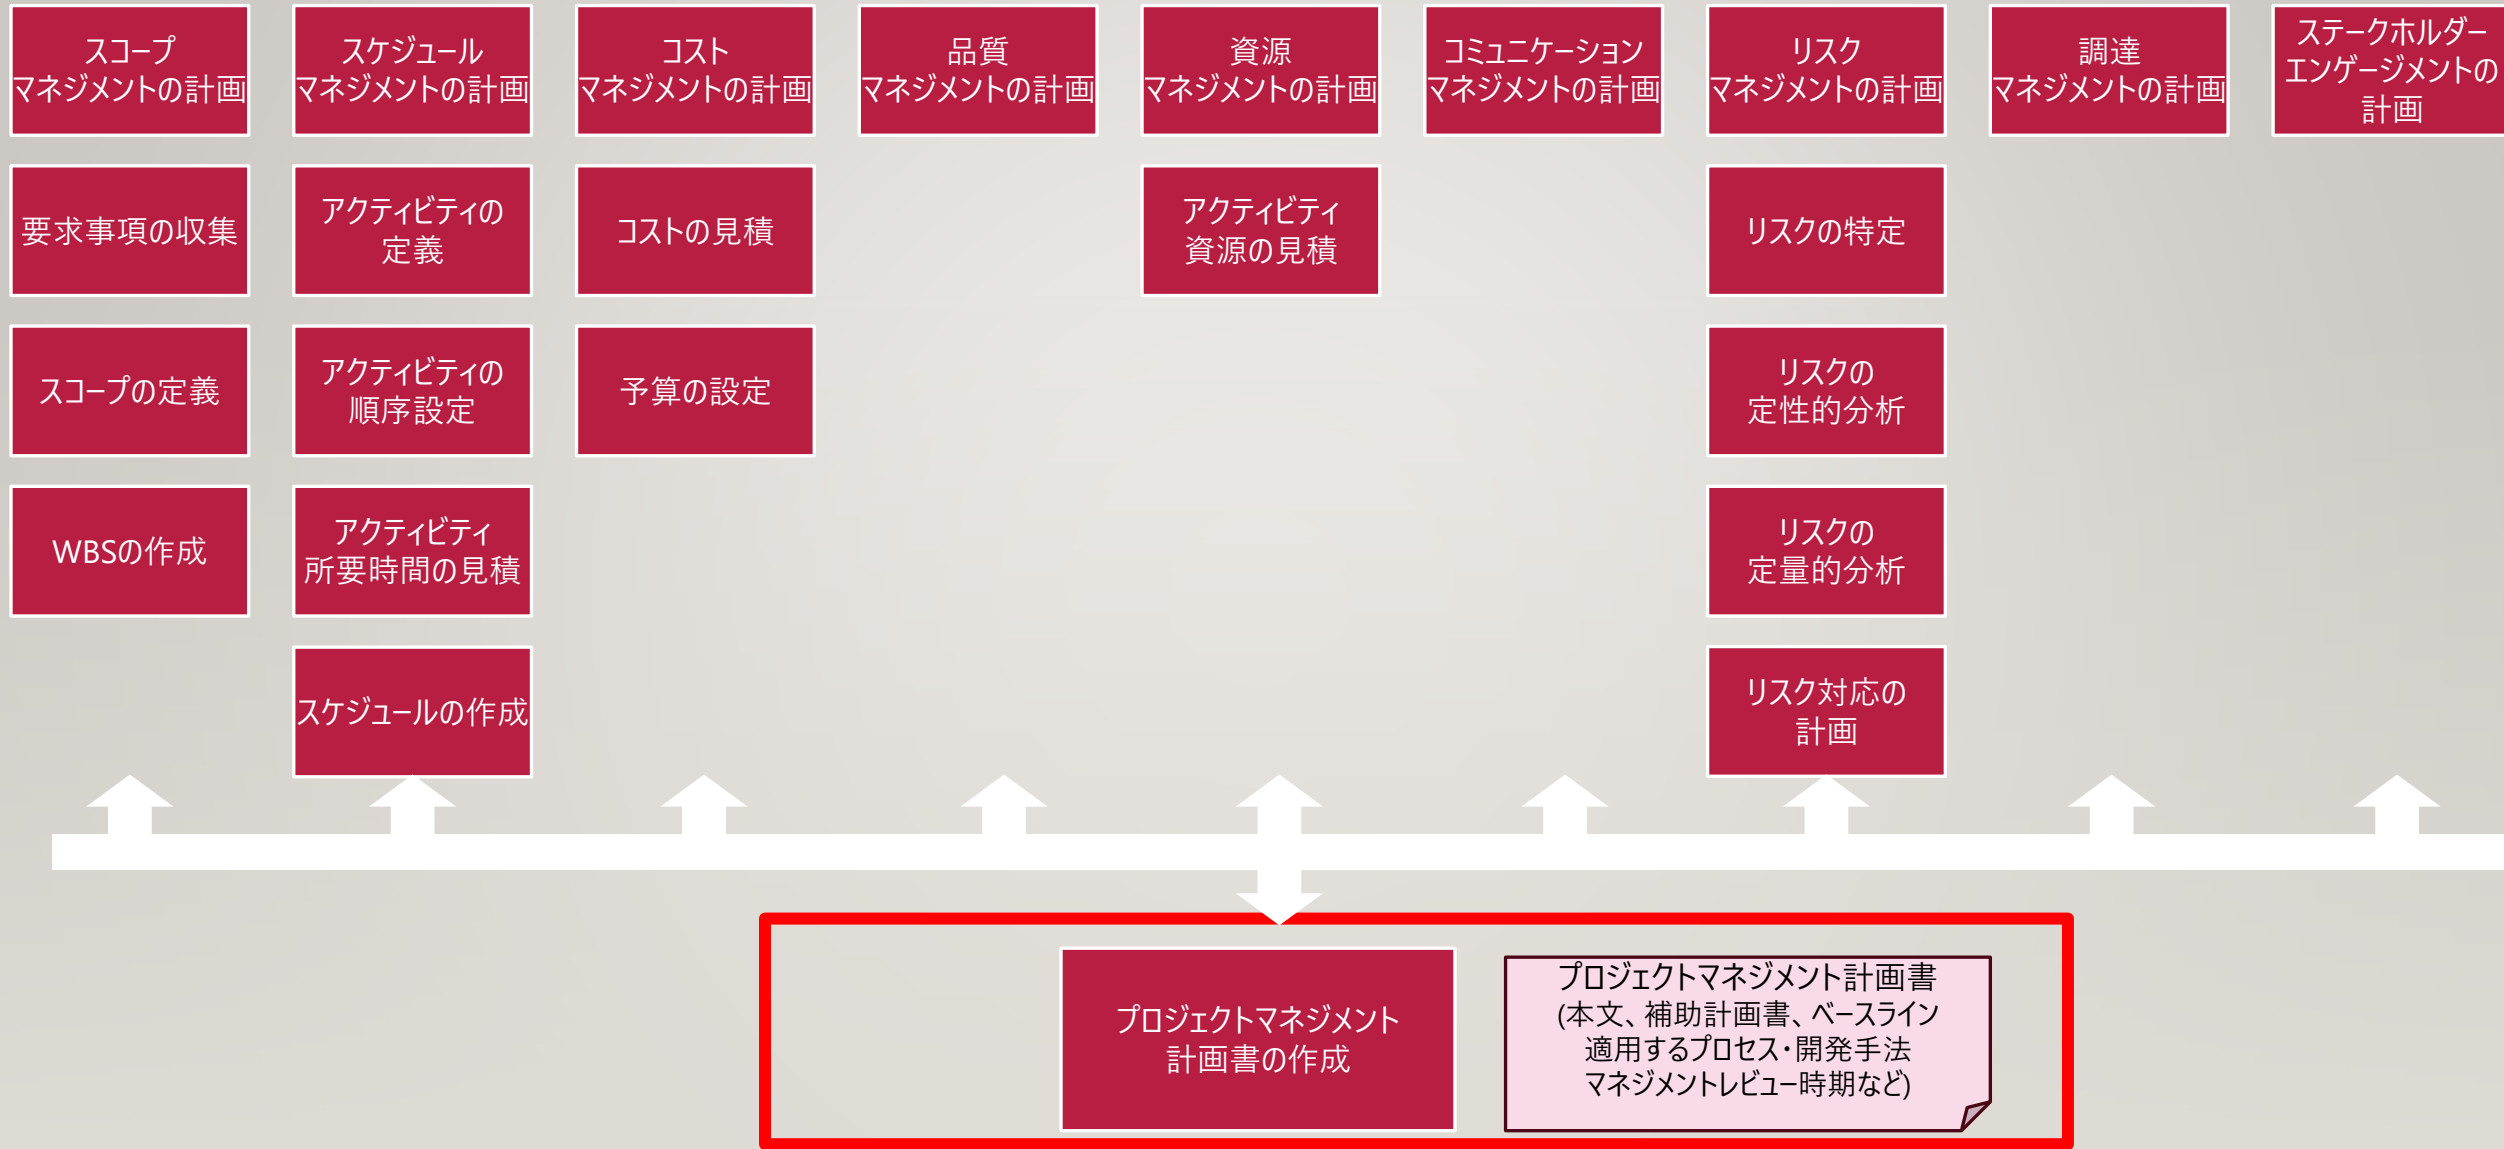 スコープ
マネジメントの計画
スケジュール
マネジメントの計画
コスト
マネジメントの計画
品質
マネジメントの計画
資源
マネジメントの計画
コミュニケーション
マネジメントの計画
リスク
マネジメントの計画
調達
マネジメントの計画
ステークホルダー
エンゲージメントの
計画
要求事項の収集
アクティビティの
定義
コストの見積
アクティビティ
資源の見積
リスクの特定
スコープの定義
アクティビティの
順序設定
予算の設定
リスクの
定性的分析
WBSの作成
アクティビティ
所要時間の見積
リスクの
定量的分析
スケジュールの作成
リスク対応の
計画
プロジェクトマネジメント
計画書の作成
プロジェクトマネジメント計画書
(本文、補助計画書、ベースライン
適用するプロセス・開発手法
マネジメントレビュー時期など)